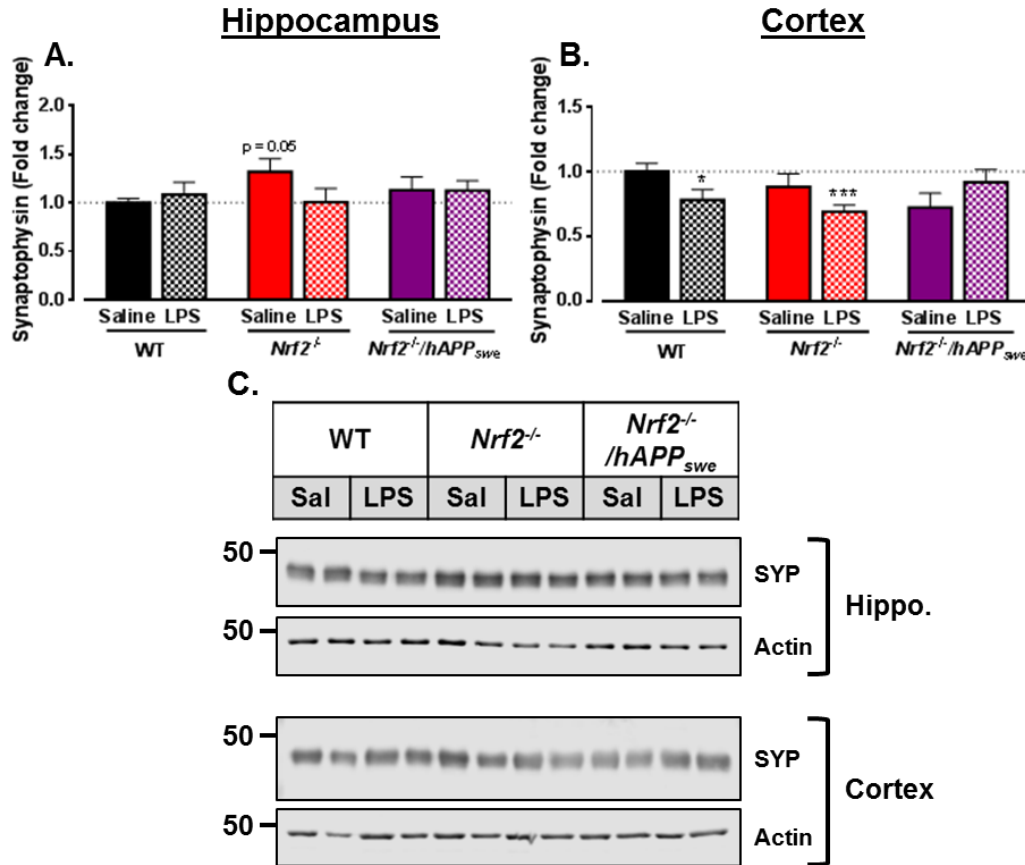 Hippocampus
Cortex
A.
Synaptophysin (Fold change)
2.0
1.5
1.0
0.5
0.0
p = 0.05
Saline LPS Saline LPS Saline LPS
WT Nrf2-/- Nrf2-/-/hAPPswe
B.
Synaptophysin (Fold change)
1.5
1.0
0.5
0.0
*
***
Saline LPS Saline LPS Saline LPS
WT Nrf2-/- Nrf2-/-/hAPPswe
C.
WT Nrf2-/- Nrf2-/-
/hAPPswe
Sal LPS Sal LPS Sal LPS
50
SYP
Hippo.
50
Actin
50
SYP
Cortex
50
Actin